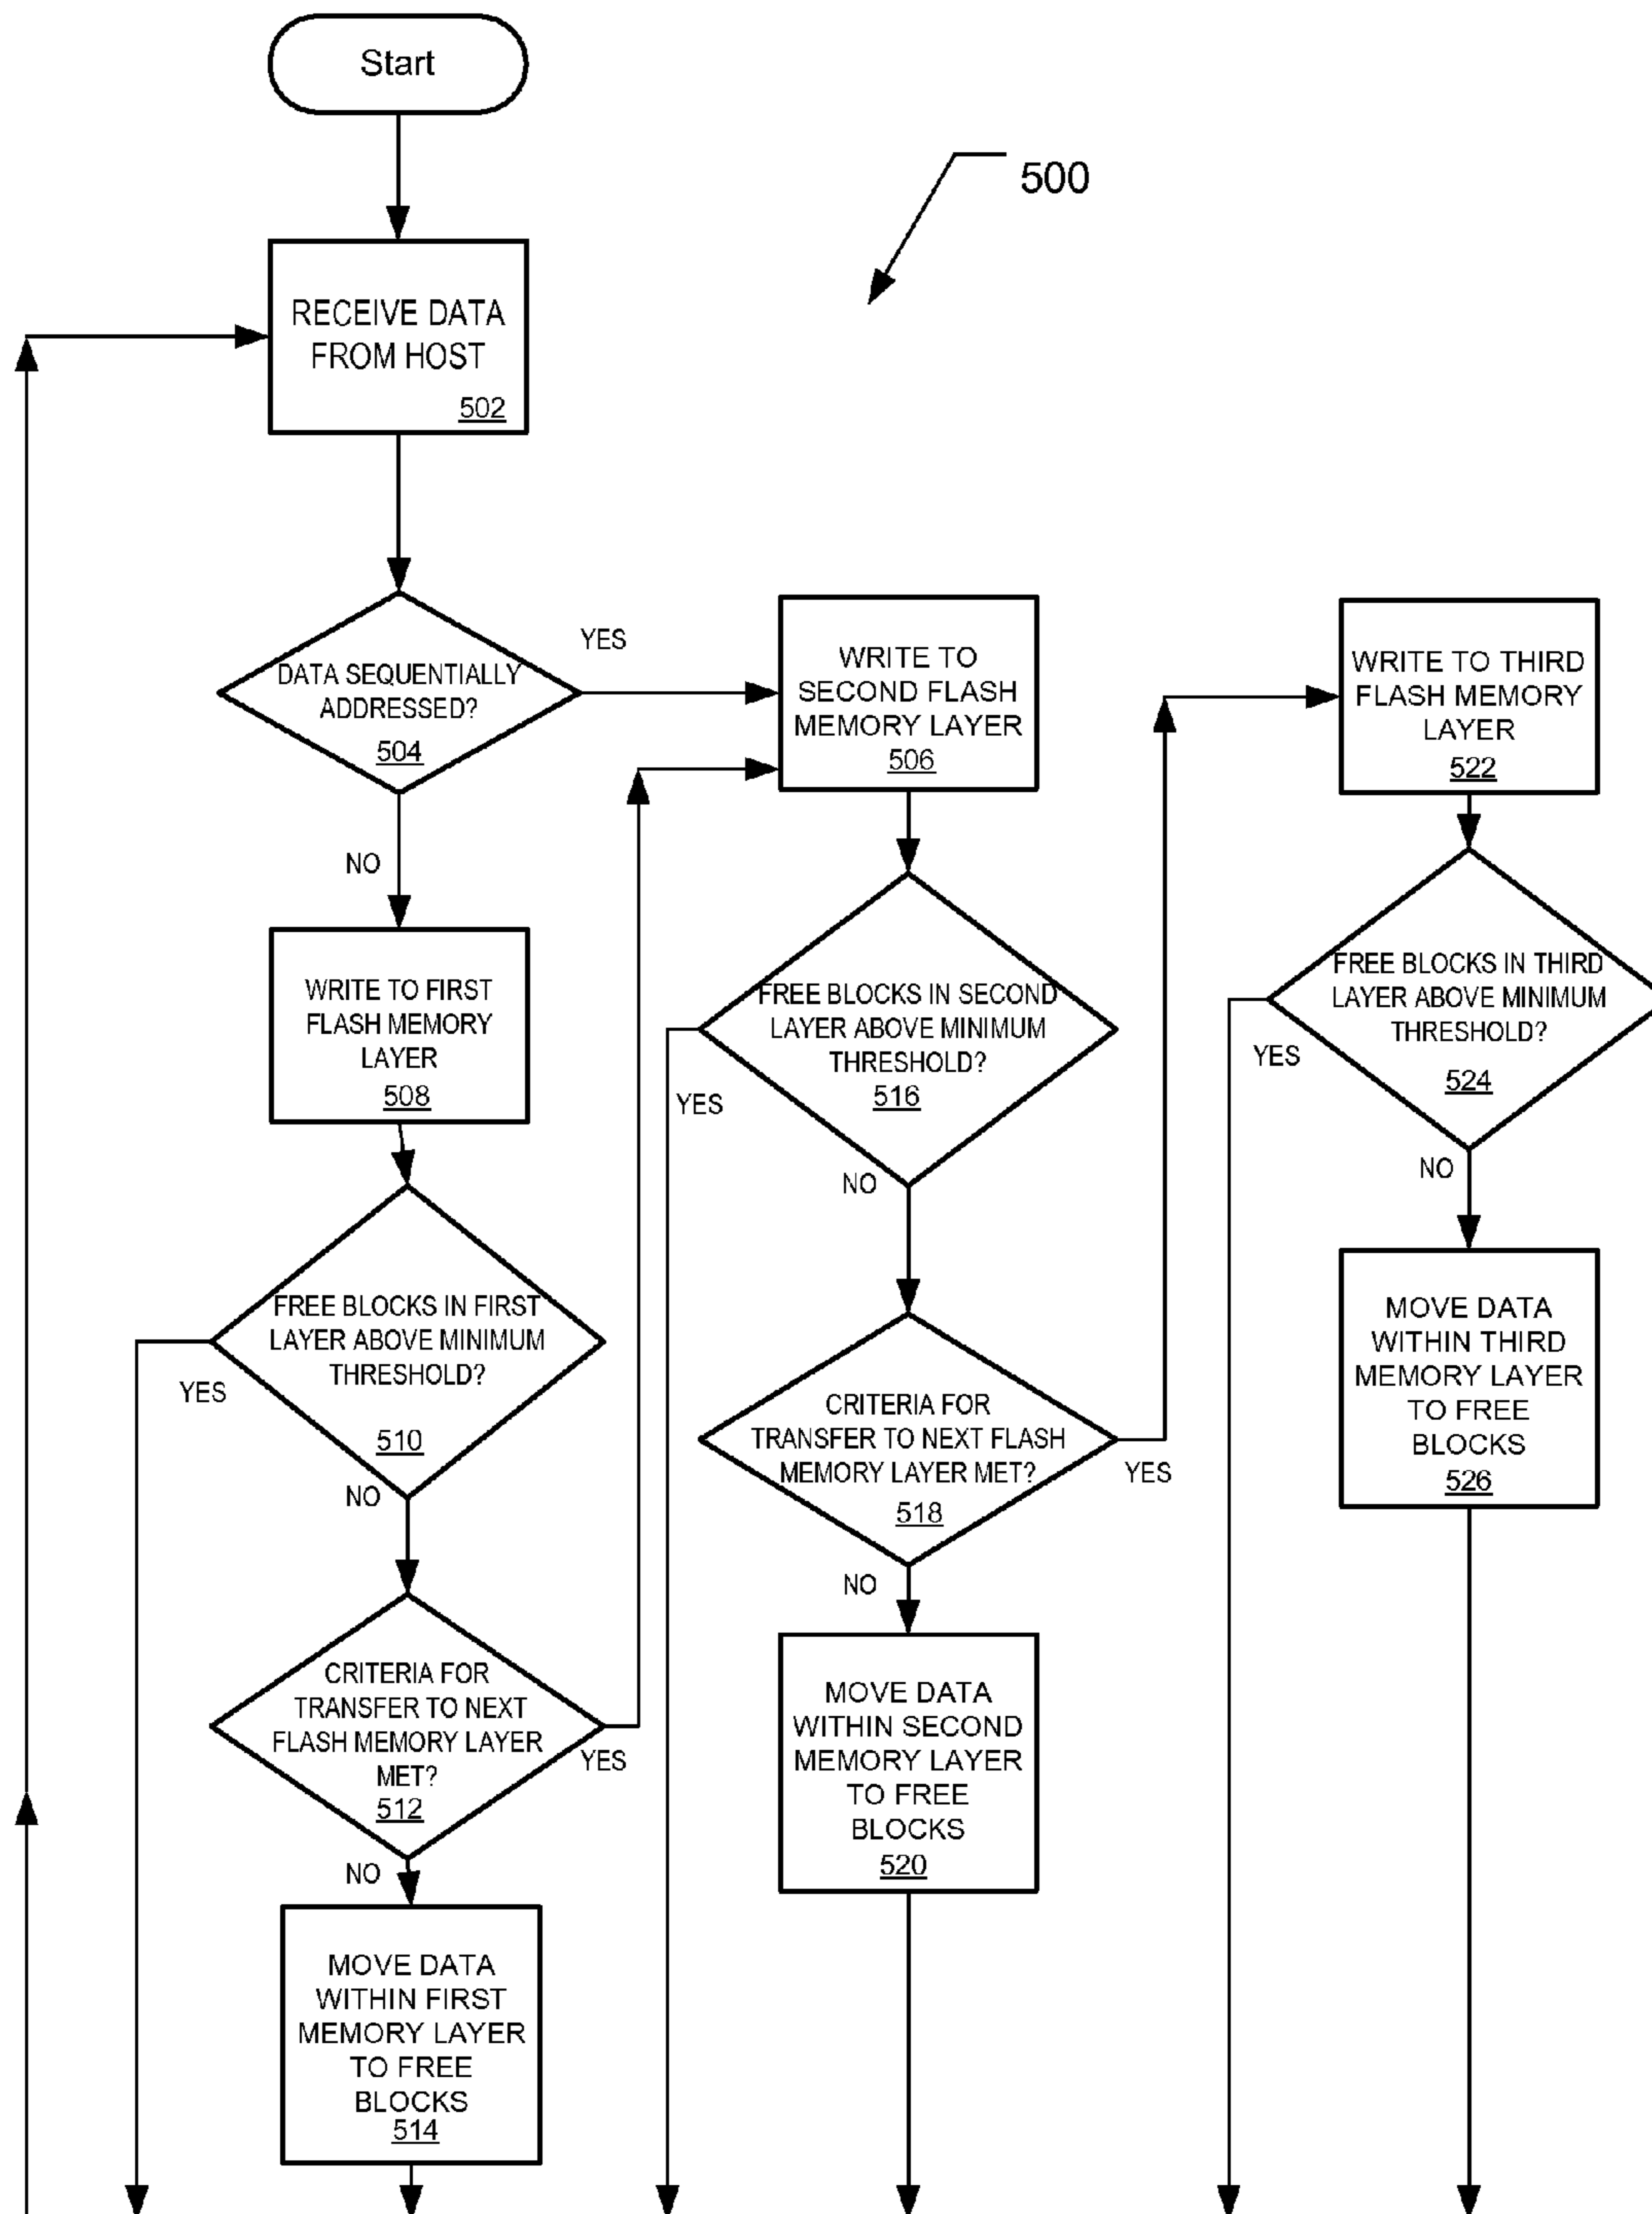 Start
500
RECEIVE DATA
FROM HOST
502
DATA SEQUENTIALLY
ADDRESSED?
504
YES
NO
WRITE TO
SECOND FLASH
MEMORY LAYER
506
WRITE TO THIRD
FLASH MEMORY
LAYER
522
WRITE TO FIRST
FLASH MEMORY
LAYER
508
FREE BLOCKS IN SECOND
LAYER ABOVE MINIMUM
THRESHOLD?
516
YES
NO
FREE BLOCKS IN THIRD
LAYER ABOVE MINIMUM
THRESHOLD?
524
YES
NO
FREE BLOCKS IN FIRST
LAYER ABOVE MINIMUM
THRESHOLD?
510
YES
NO
CRITERIA FOR
TRANSFER TO NEXT FLASH
MEMORY LAYER MET?
518
YES
NO
MOVE DATA
WITHIN THIRD
MEMORY LAYER
TO FREE
BLOCKS
526
CRITERIA FOR
TRANSFER TO NEXT
FLASH MEMORY LAYER
MET?
512
YES
NO
MOVE DATA
WITHIN SECOND
MEMORY LAYER
TO FREE
BLOCKS
520
MOVE DATA
WITHIN FIRST
MEMORY LAYER
TO FREE
BLOCKS
514